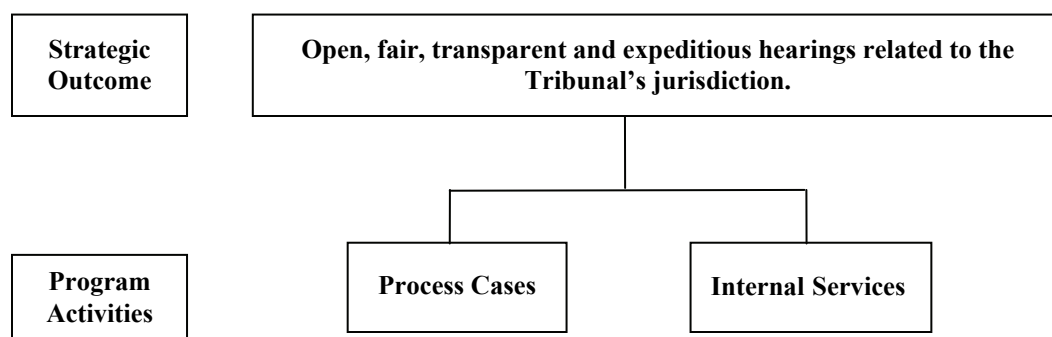 Strategic
Outcome
Open, fair, transparent and expeditious hearings related to the
Tribunal’s jurisdiction.
Program
Activities
Process Cases
Internal Services